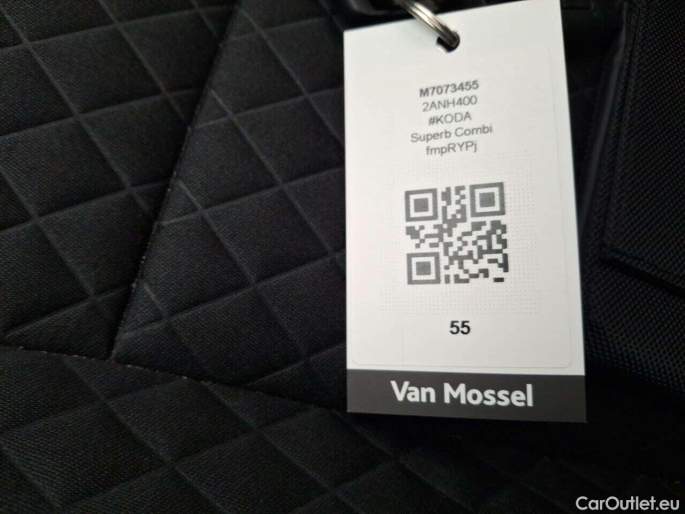 M7073455
2ANH400
#KODA
Superb Combi
fmpRYPj
55
Van Mossel
CarOutlet.eu